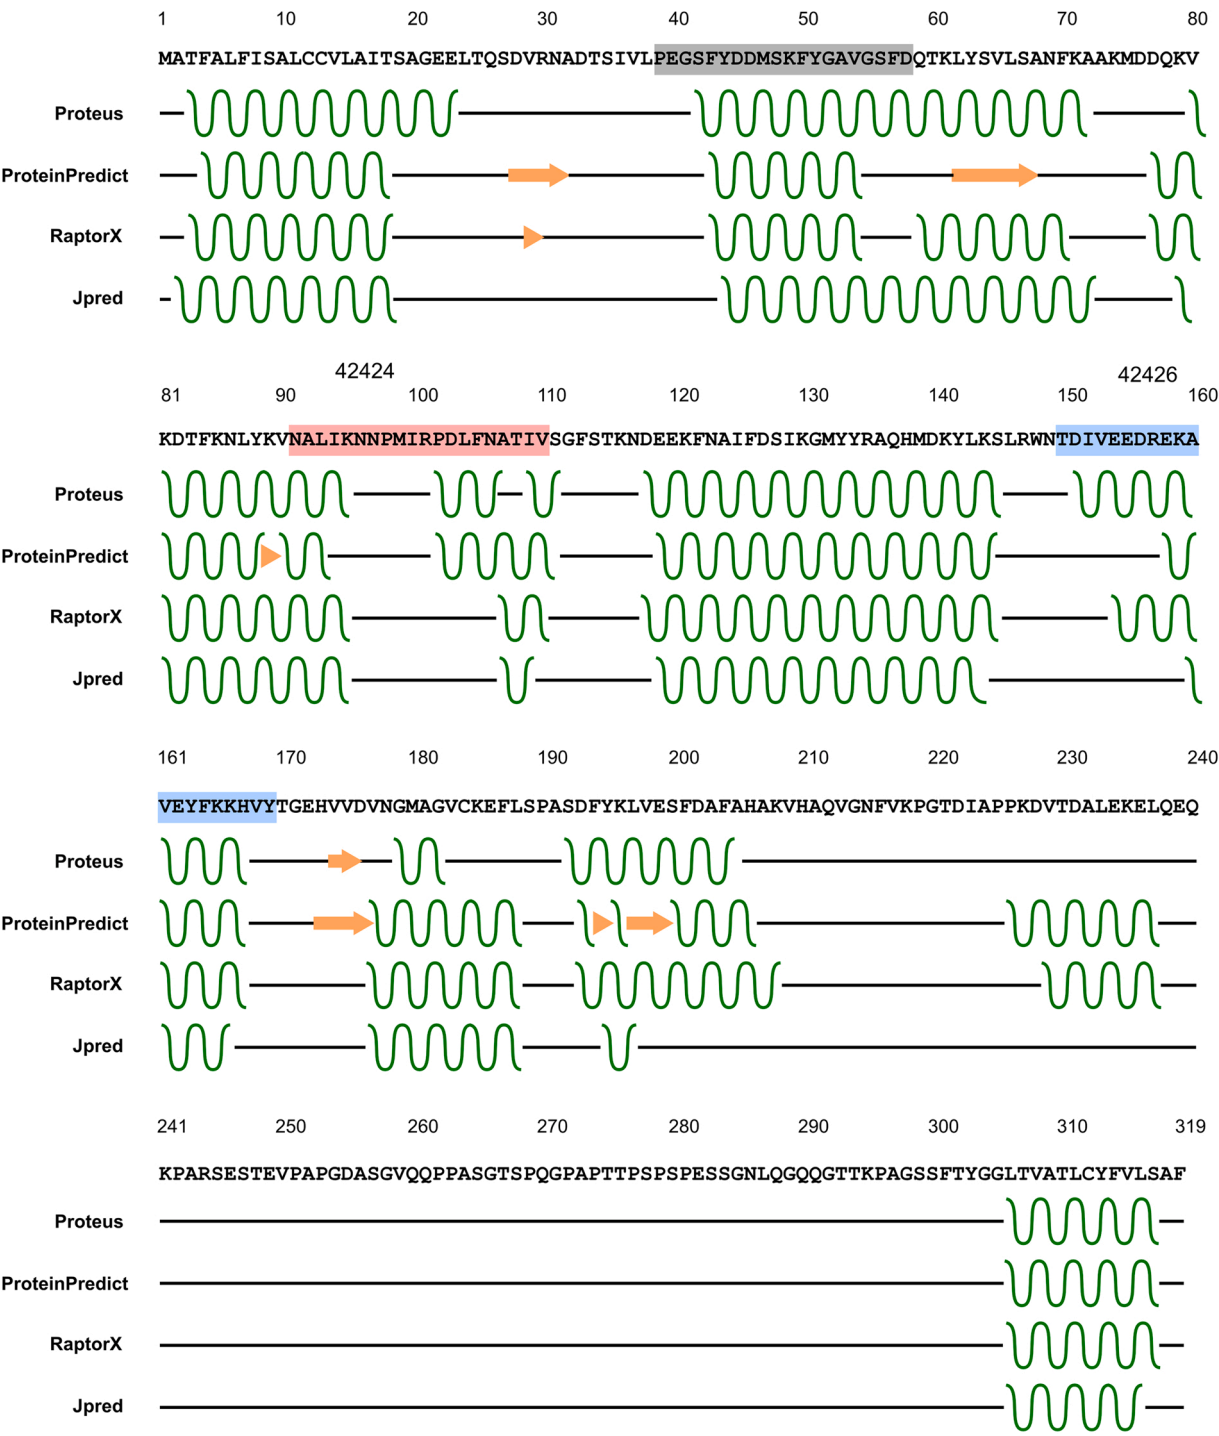 1 10 20 30 40 50 60 70 80
MATFALFISALCCVLAITSAGEELTQSDVRNADTSIVLPEGSFYDDMSKFYGAVGSFDQTKLYSVLSANFKAAKMDDQKV
Proteus
ProteinPredict
RaptorX
Jpred
42424 42426
81 90 100 110 120 130 140 150 160
KDTFKNLYKVNALIKNNPMIRPDLFNATIVSGFSTKNDEEKFNAIFDSIKGMYYRAQHMDKYLKSLRWNTDIVEEDREKA
Proteus
ProteinPredict
RaptorX
Jpred
161 170 180 190 200 210 220 230 240
VEYFKKHVYTGEHVVDVNGMAGVCKEFLSPASDFYKLVESFDAFAHAKVHAQVGNFVKPGTDIAPPKDVTDALEKELQEQ
Proteus
ProteinPredict
RaptorX
Jpred
241 250 260 270 280 290 300 310 319
KPARSESTEVPAPGDASGVQQPPASGTSPQGPAPTTPSPSPESSGNLQGQQGTTKPAGSSFTYGGLTVATLCYFVLSAF
Proteus
ProteinPredict
RaptorX
Jpred